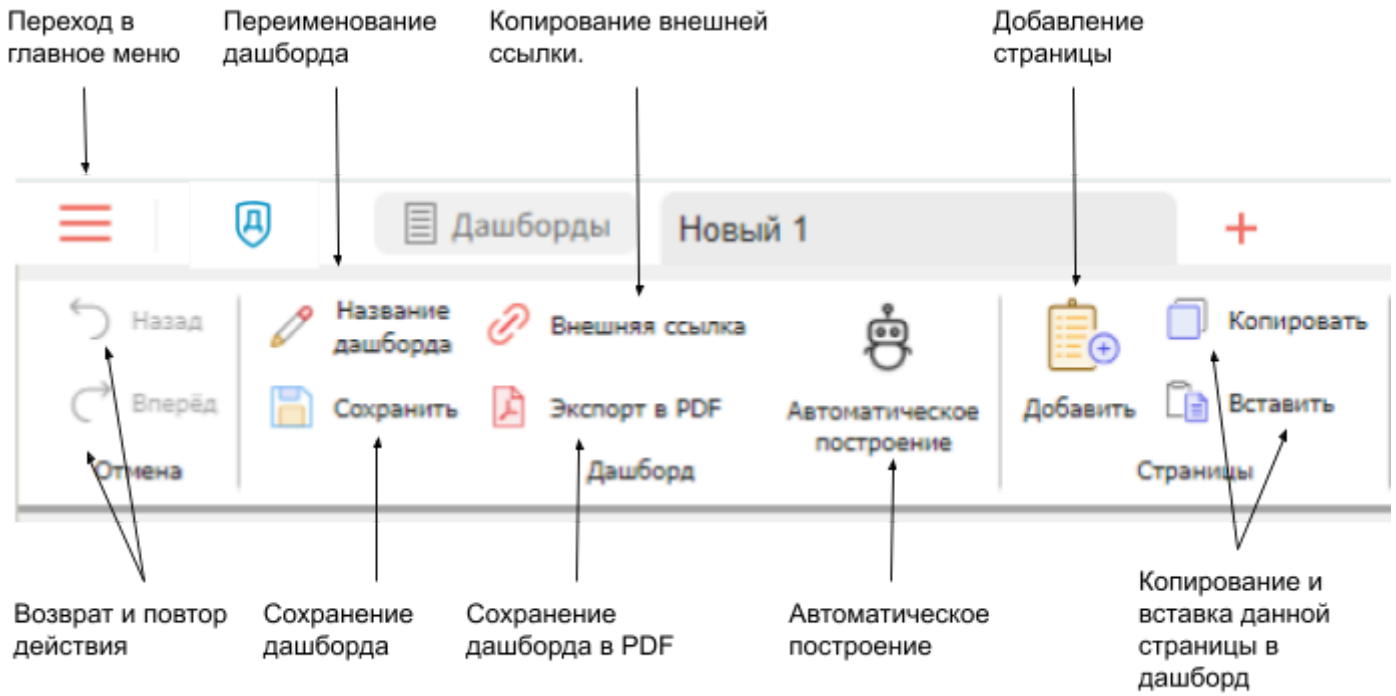 Переход в
главное меню
Переименование
дашборда
Копирование внешней
ссылки.
Добавление
страницы
Д
Дашборды
Новый 1
Назад
Вперёд
Отмена
Название
дашборда
Сохранить
Внешняя ссылка
Экспорт в PDF
Автоматическое
построение
Дашборд
Добавить
Копировать
Вставить
Страницы
Возврат и повтор
действия
Сохранение
дашборда
Сохранение
дашборда в PDF
Автоматическое
построение
Копирование и
вставка данной
страницы в
дашборд